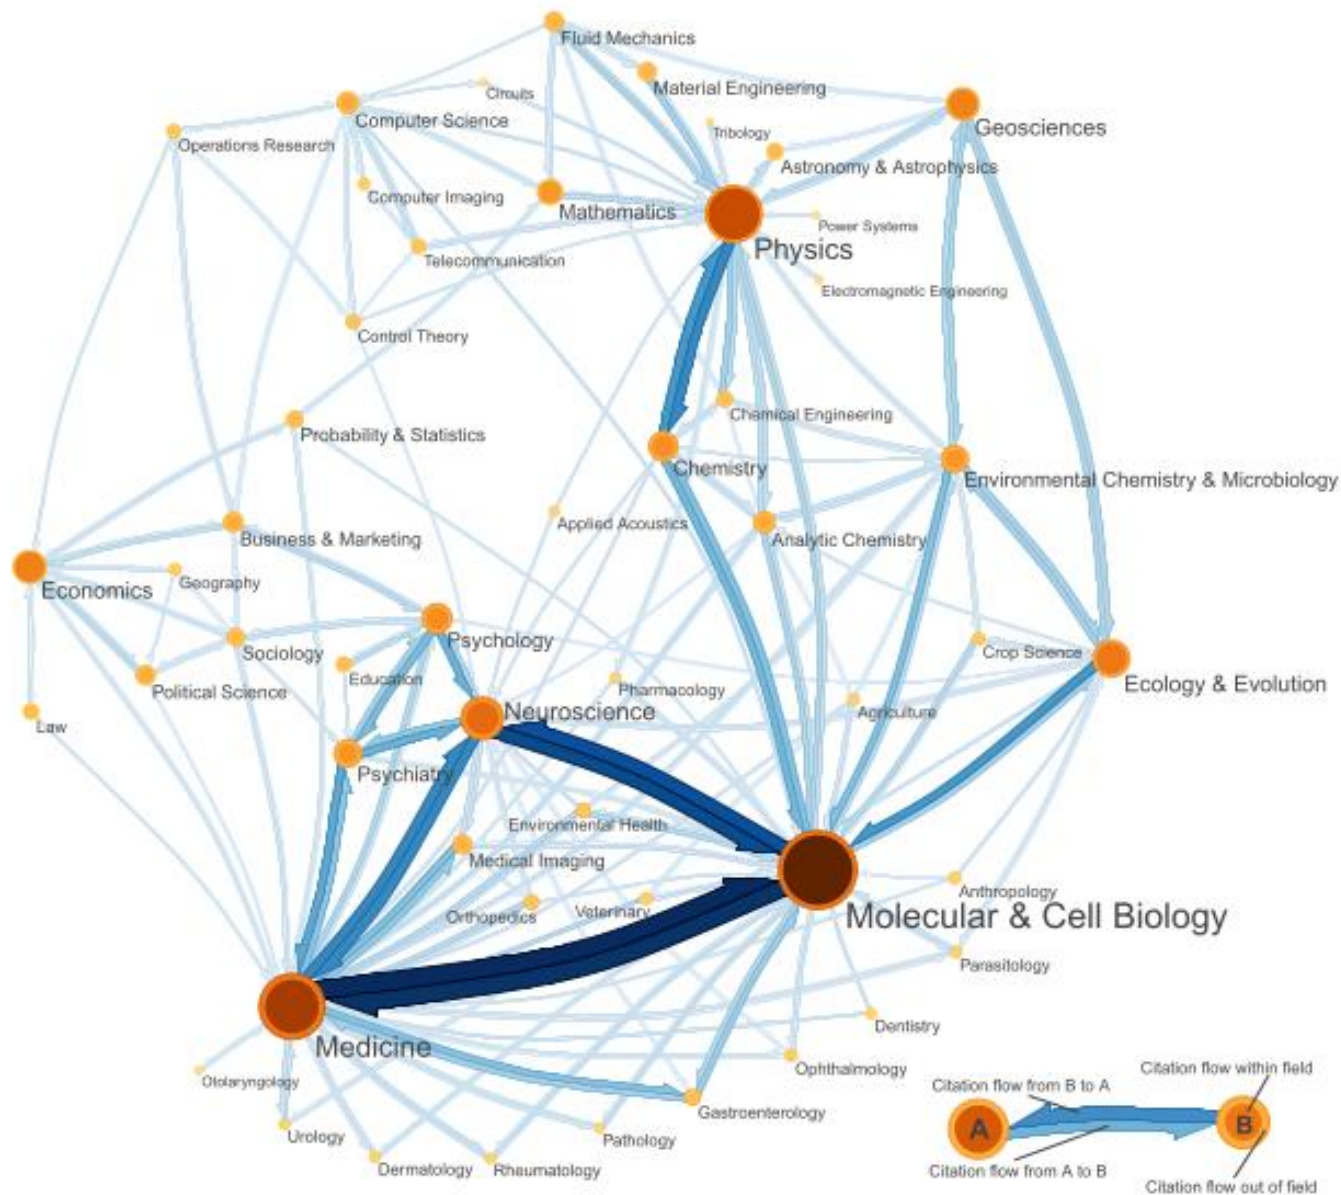 Fluid Mechanics
Material Engineering
Circuits
Computer Science
Geosciences
Tribology
Operations Research
Astronomy & Astrophysics
Computer Imaging
Mathematics
Power Systems
Physics
Telecommunication
Electromagnetic Engineering
Control Theory
Chemical Engineering
Probability & Statistics
Chemistry
Environmental Chemistry & Microbiology
Applied Acoustics
Business & Marketing
Analytic Chemistry
Geography
Economics
Psychology
Sociology
Crop Science
Education
Ecology & Evolution
Political Science
Pharmacology
Neuroscience
Agriculture
Law
Psychiatry
Environmental Health
Medical Imaging
Anthropology
Orthopedics
Veterinary
Molecular & Cell Biology
Parasitology
Dentistry
Medicine
Ophthalmology
Otolaryngology
Gastroenterology
Urology
Pathology
Dermatology
Rheumatology
Citation flow within field
Citation flow from B to A
A
B
Citation flow from A to B
Citation flow out of field